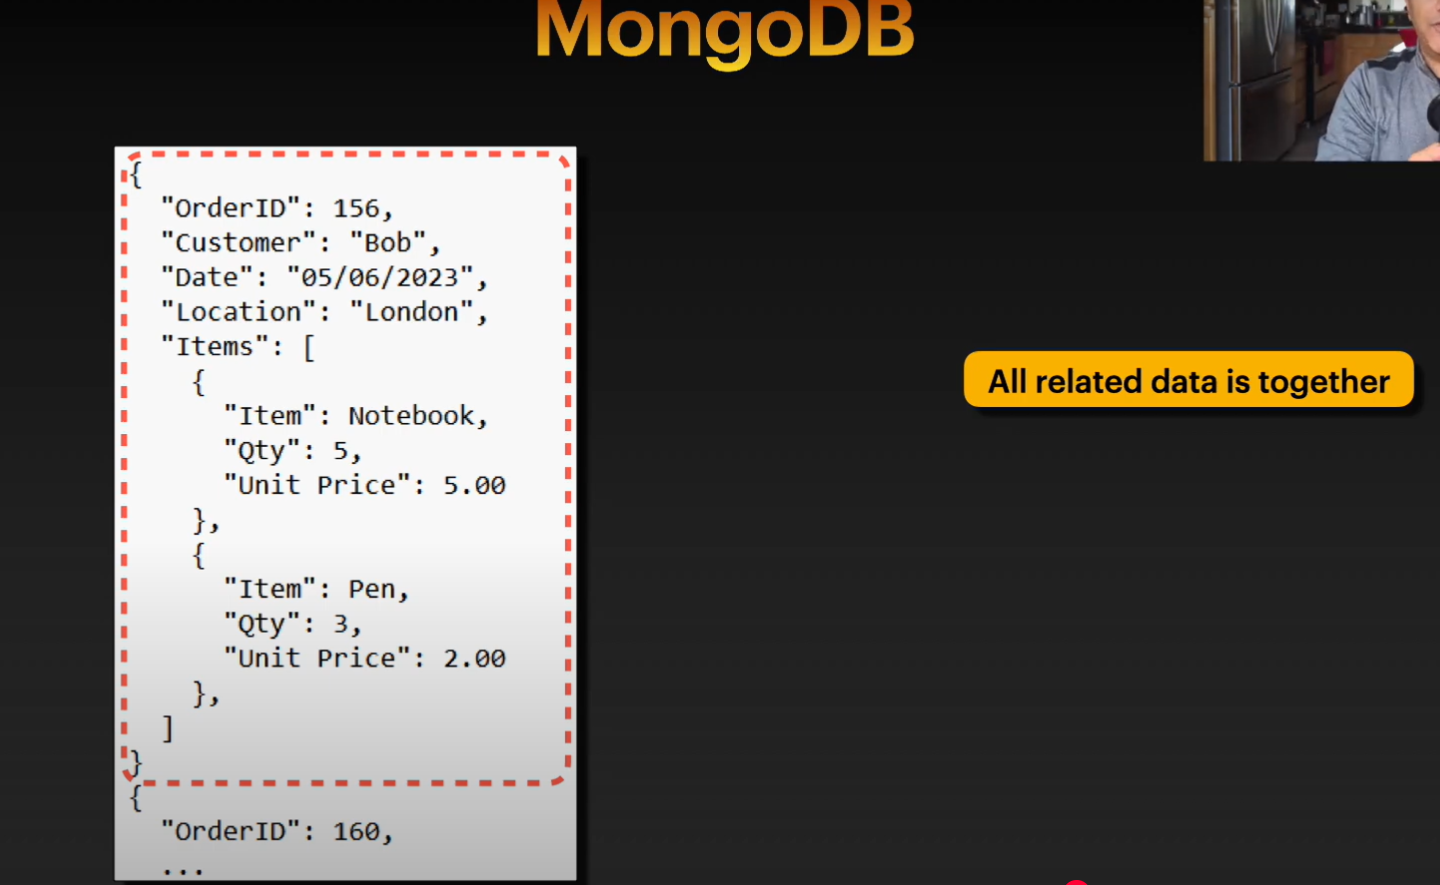 MongoDB
{
"OrderID": 156,
"Customer": "Bob",
"Date": "05/06/2023",
"Location": "London",
"Items": [
{
"Item": Notebook,
"Qty": 5,
"Unit Price": 5.00
},
{
"Item": Pen,
"Qty": 3,
"Unit Price": 2.00
},
]
}
{
"OrderID": 160,
...
All related data is together